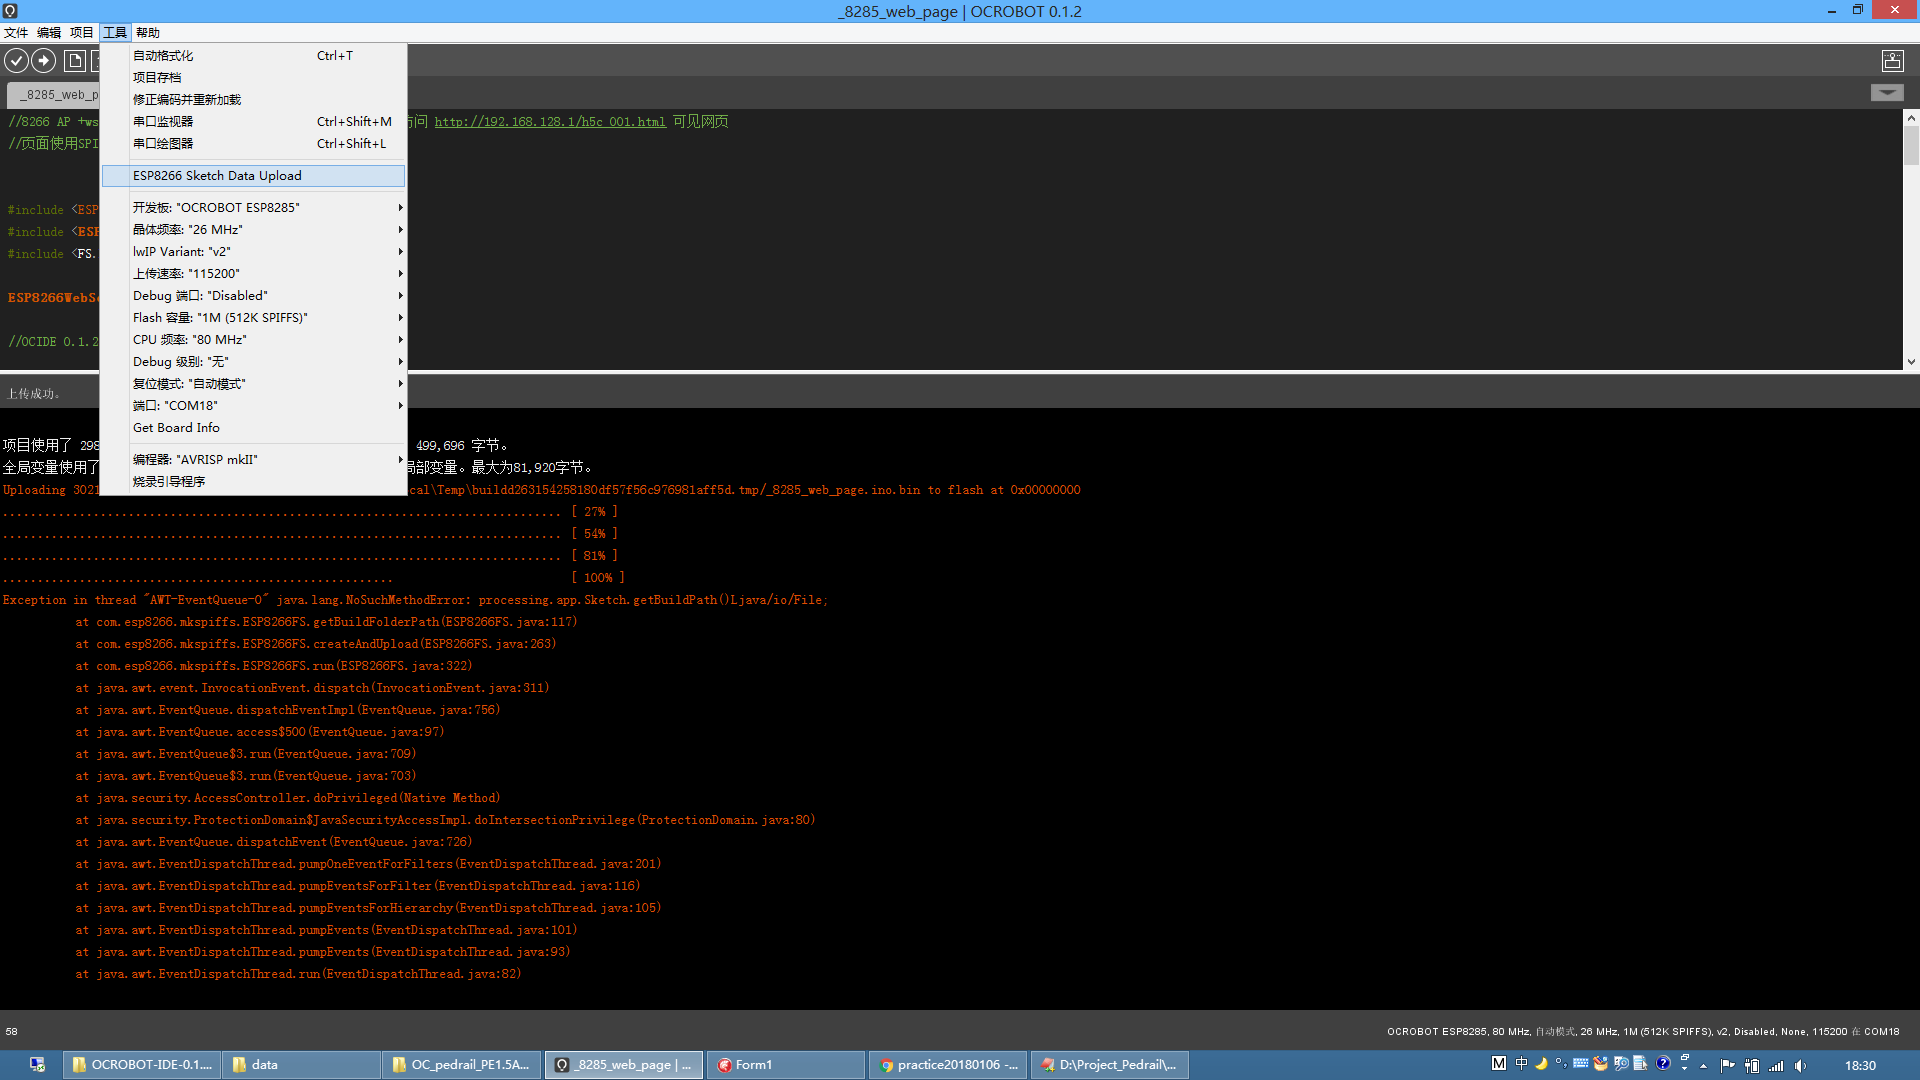 _8285_web_page | OCROBOT 0.1.2
文件 编辑 项目 工具 帮助
_8285_web_p
自动格式化 Ctrl+T
项目存档
修正编码并重新加载
串口监视器 Ctrl+Shift+M
串口绘图器 Ctrl+Shift+L
ESP8266 Sketch Data Upload
开发板: "OCROBOT ESP8285"
晶体频率: "26 MHz"
lwIP Variant: "v2"
上传速率: "115200"
Debug 端口: "Disabled"
Flash 容量: "1M (512K SPIFFS)"
CPU 频率: "80 MHz"
Debug 级别: "无"
复位模式: "自动模式"
端口: "COM18"
Get Board Info
编程器: "AVRISP mkII"
烧录引导程序
//8266 AP +ws 访问 http://192.168.128.1/h5c_001.html 可见网页
//页面使用SPI
#include <ESP
#include <ESP
#include <FS.
ESP8266WebSe
//OCIDE 0.1.2
上传成功。
项目使用了 298 499,696 字节。
全局变量使用了 局部变量。最大为81,920字节。
Uploading 3021 cal\Temp\buildd263154258180df57f56c976981aff5d.tmp/_8285_web_page.ino.bin to flash at 0x00000000
................................................................................ [ 27% ]
................................................................................ [ 54% ]
................................................................................ [ 81% ]
........................................................ [ 100% ]
Exception in thread "AWT-EventQueue-0" java.lang.NoSuchMethodError: processing.app.Sketch.getBuildPath()Ljava/io/File;
at com.esp8266.mkspiffs.ESP8266FS.getBuildFolderPath(ESP8266FS.java:117)
at com.esp8266.mkspiffs.ESP8266FS.createAndUpload(ESP8266FS.java:263)
at com.esp8266.mkspiffs.ESP8266FS.run(ESP8266FS.java:322)
at java.awt.event.InvocationEvent.dispatch(InvocationEvent.java:311)
at java.awt.EventQueue.dispatchEventImpl(EventQueue.java:756)
at java.awt.EventQueue.access$500(EventQueue.java:97)
at java.awt.EventQueue$3.run(EventQueue.java:709)
at java.awt.EventQueue$3.run(EventQueue.java:703)
at java.security.AccessController.doPrivileged(Native Method)
at java.security.ProtectionDomain$JavaSecurityAccessImpl.doIntersectionPrivilege(ProtectionDomain.java:80)
at java.awt.EventQueue.dispatchEvent(EventQueue.java:726)
at java.awt.EventDispatchThread.pumpOneEventForFilters(EventDispatchThread.java:201)
at java.awt.EventDispatchThread.pumpEventsForFilter(EventDispatchThread.java:116)
at java.awt.EventDispatchThread.pumpEventsForHierarchy(EventDispatchThread.java:105)
at java.awt.EventDispatchThread.pumpEvents(EventDispatchThread.java:101)
at java.awt.EventDispatchThread.pumpEvents(EventDispatchThread.java:93)
at java.awt.EventDispatchThread.run(EventDispatchThread.java:82)
58 OCROBOT ESP8285, 80 MHz, 自动模式, 26 MHz, 1M (512K SPIFFS), v2, Disabled, None, 115200 在 COM18
OCROBOT-IDE-0.1.... data OC_pedrail_PE1.5A... _8285_web_page | ... Form1 practice20180106 -... D:\Project_Pedrail\... M 中 18:30